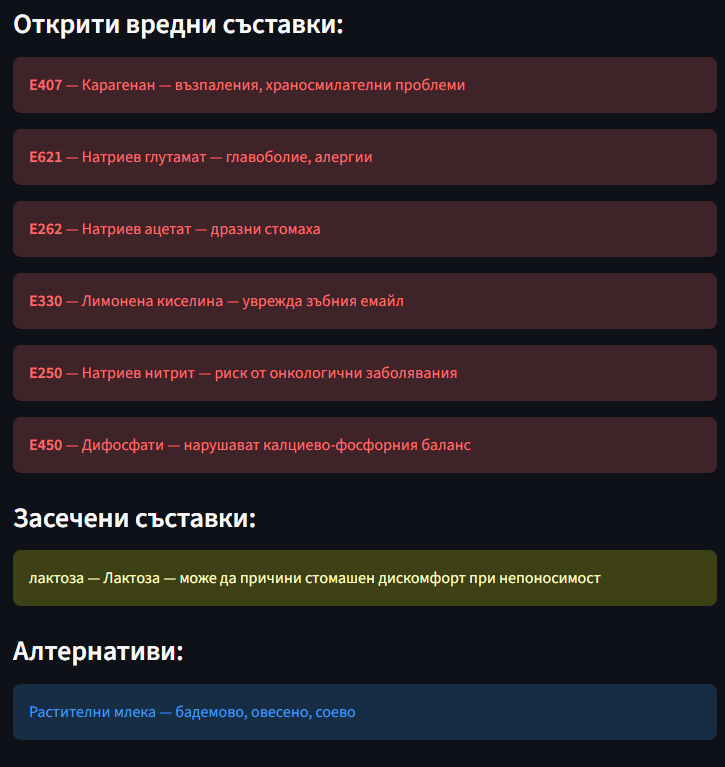 Открити вредни съставки:
E407 — Карагенан — възпаления, храносмилателни проблеми
E621 — Натриев глутамат — главоболие, алергии
E262 — Натриев ацетат — дразни стомаха
E330 — Лимонена киселина — уврежда зъбния емайл
E250 — Натриев нитрит — риск от онкологични заболявания
E450 — Дифосфати — нарушават калциево-фосфорния баланс
Засечени съставки:
лактоза — Лактоза — може да причини стомашен дискомфорт при непоносимост
Алтернативи:
Растителни млека — бадемово, овесено, соево